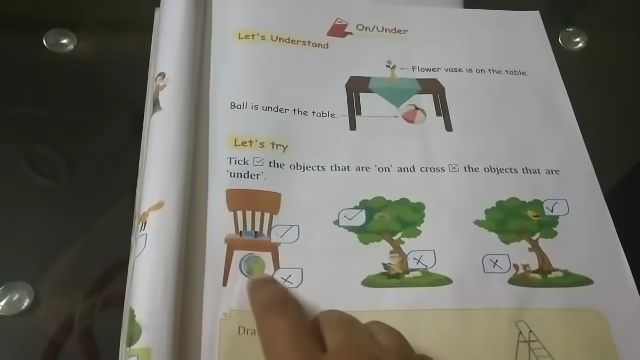 On/Under
Let's Understand
Flower vase is on the table.
Ball is under the table.
Let's try
Tick ☑ the objects that are 'on' and cross ☒ the objects that are
'under'.